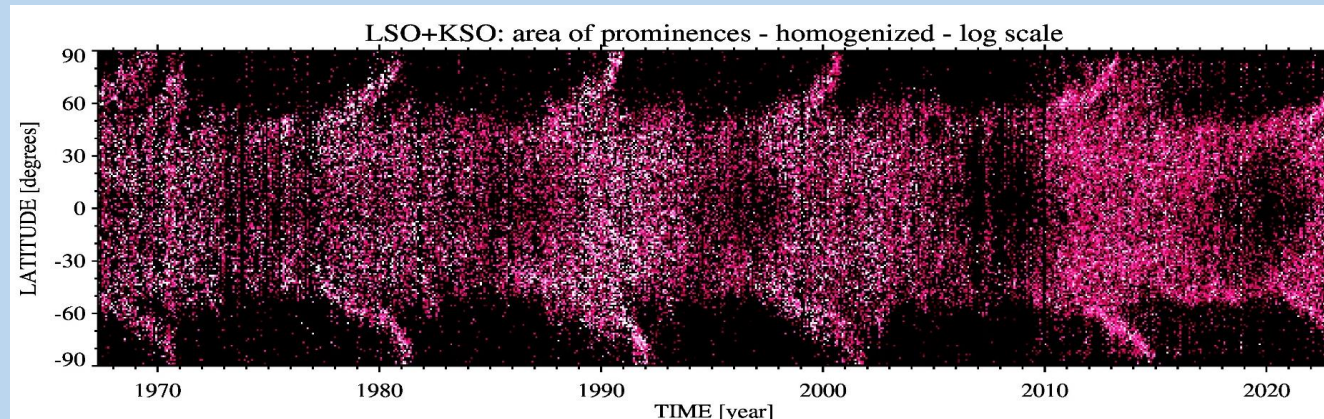 LSO+KSO: area of prominences - homogenized - log scale
90
60
30
0
-30
-60
-90
LATITUDE [degrees]
1970 1980 1990 2000 2010 2020
TIME [year]